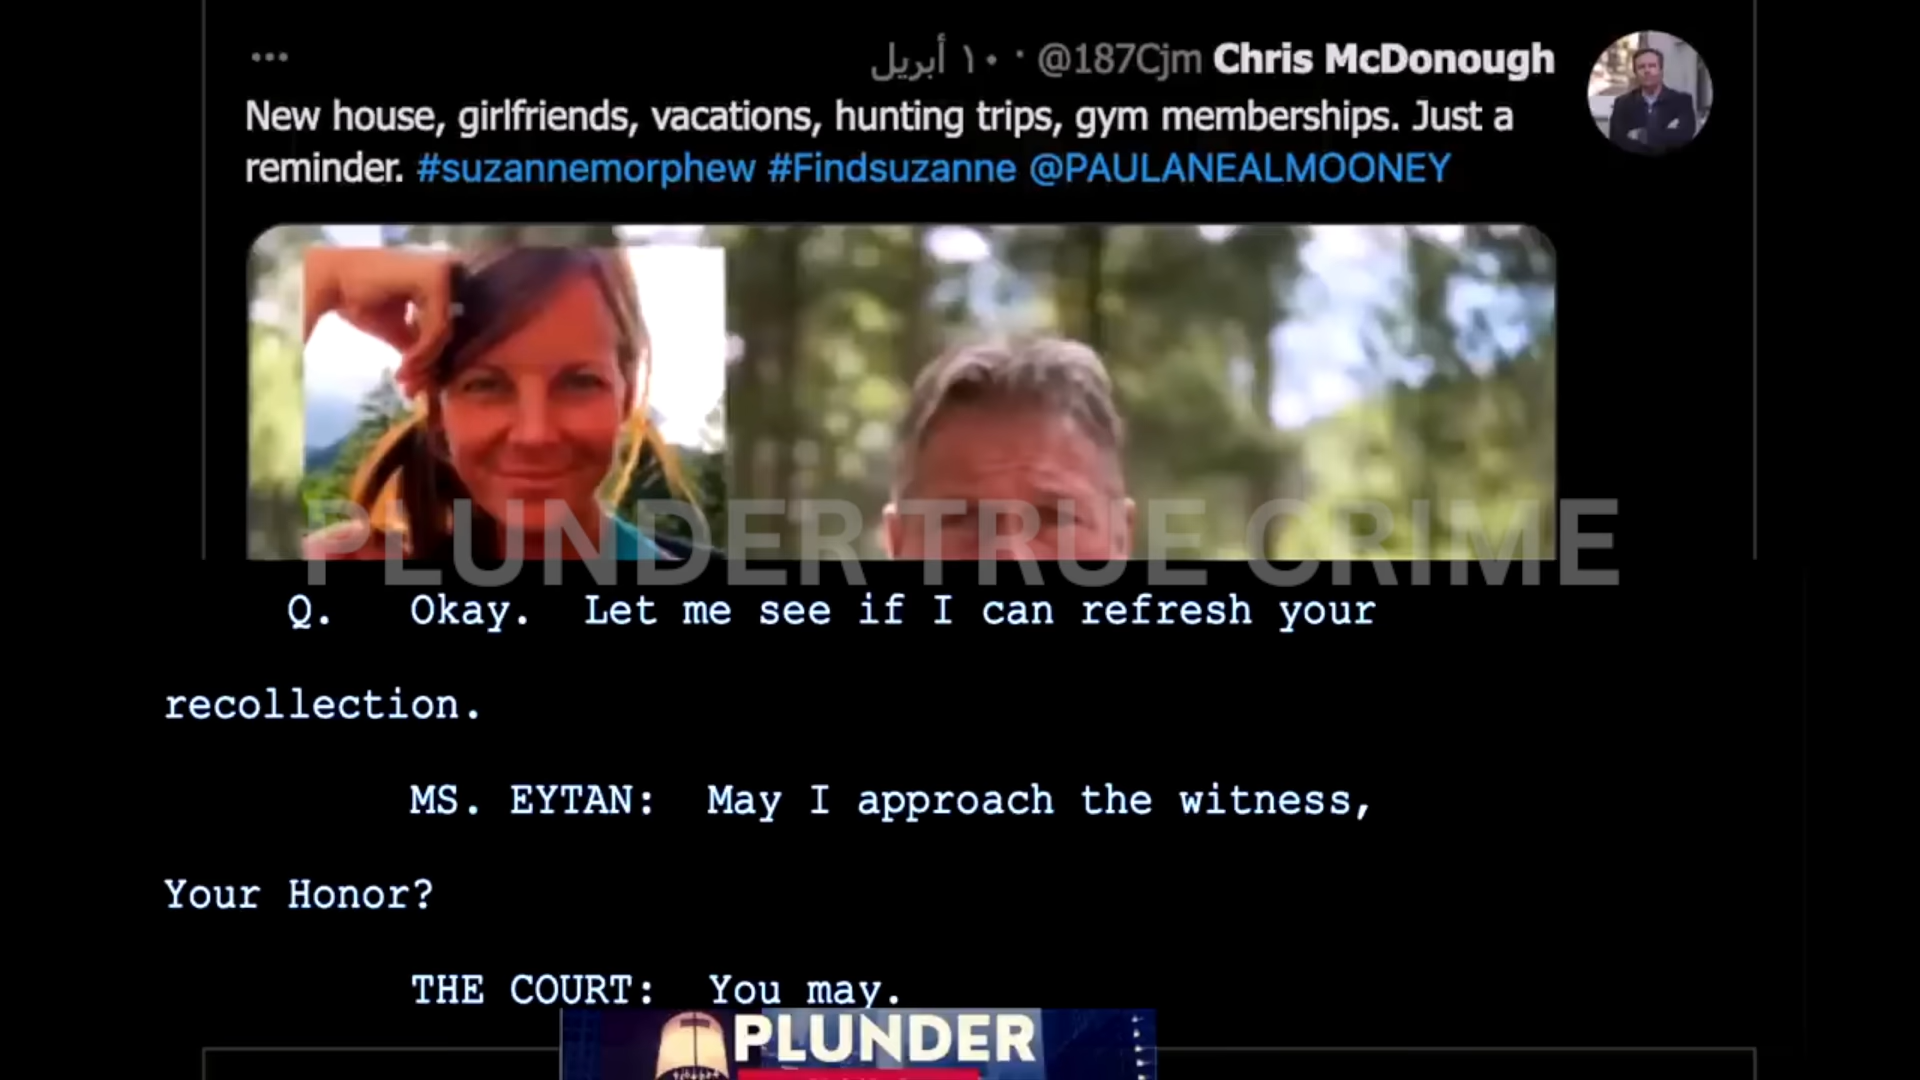 Chris McDonough @187Cjm · ١٠ أبريل
New house, girlfriends, vacations, hunting trips, gym memberships. Just a
reminder. #suzannemorphew #Findsuzanne @PAULANEALMOONEY
PLUNDER TRUE CRIME
Q. Okay. Let me see if I can refresh your
recollection.
MS. EYTAN: May I approach the witness,
Your Honor?
THE COURT: You may.
PLUNDER